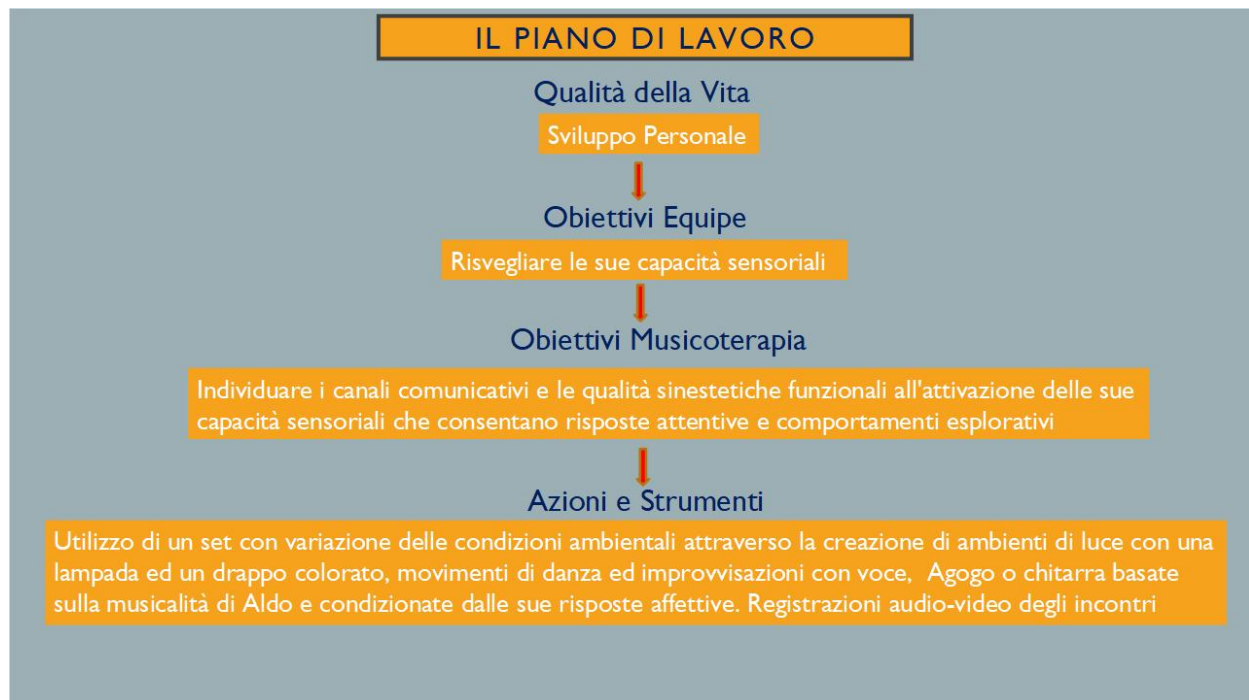 IL PIANO DI LAVORO
Qualità della Vita
Sviluppo Personale
Obiettivi Equipe
Risvegliare le sue capacità sensoriali
Obiettivi Musicoterapia
Individuare i canali comunicativi e le qualità sinestetiche funzionali all'attivazione delle sue
capacità sensoriali che consentano risposte attentive e comportamenti esplorativi
Azioni e Strumenti
Utilizzo di un set con variazione delle condizioni ambientali attraverso la creazione di ambienti di luce con una
lampada ed un drappo colorato, movimenti di danza ed improvvisazioni con voce, Agogo o chitarra basate
sulla musicalità di Aldo e condizionate dalle sue risposte affettive. Registrazioni audio-video degli incontri